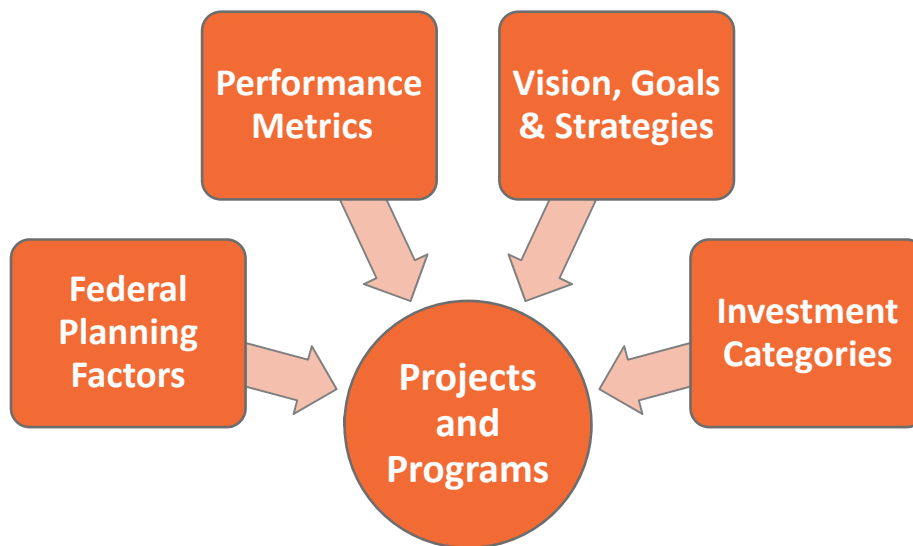 Performance
Metrics
Vision, Goals
& Strategies
Federal
Planning
Factors
Investment
Categories
Projects
and
Programs